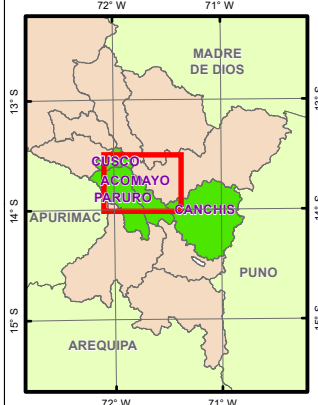 72° W 71° W
MADRE
DE DIOS
13° S
CUSCO
ACOMAYO
PARURO
CANCHIS
14° S
APURIMAC
PUNO
15° S
AREQUIPA
72° W 71° W